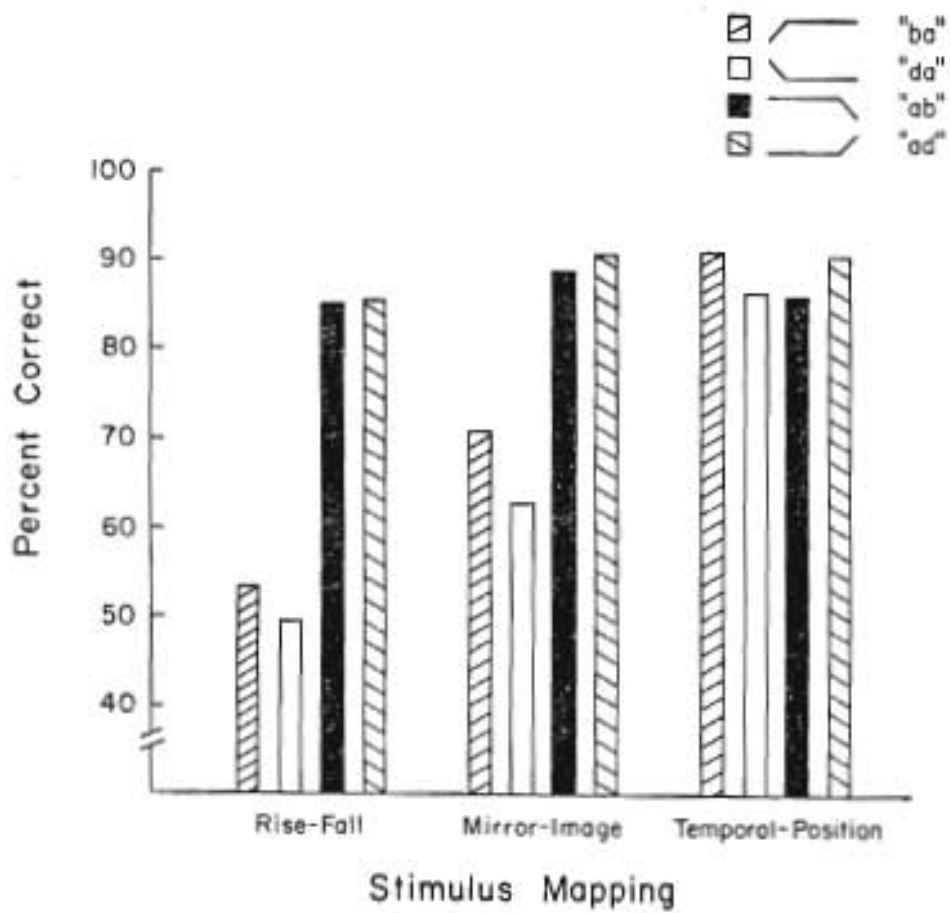 "ba"
"da"
"ab"
"ad"
100
90
80
70
60
50
40
Percent Correct
Rise-Fall Mirror-Image Temporal-Position
Stimulus Mapping